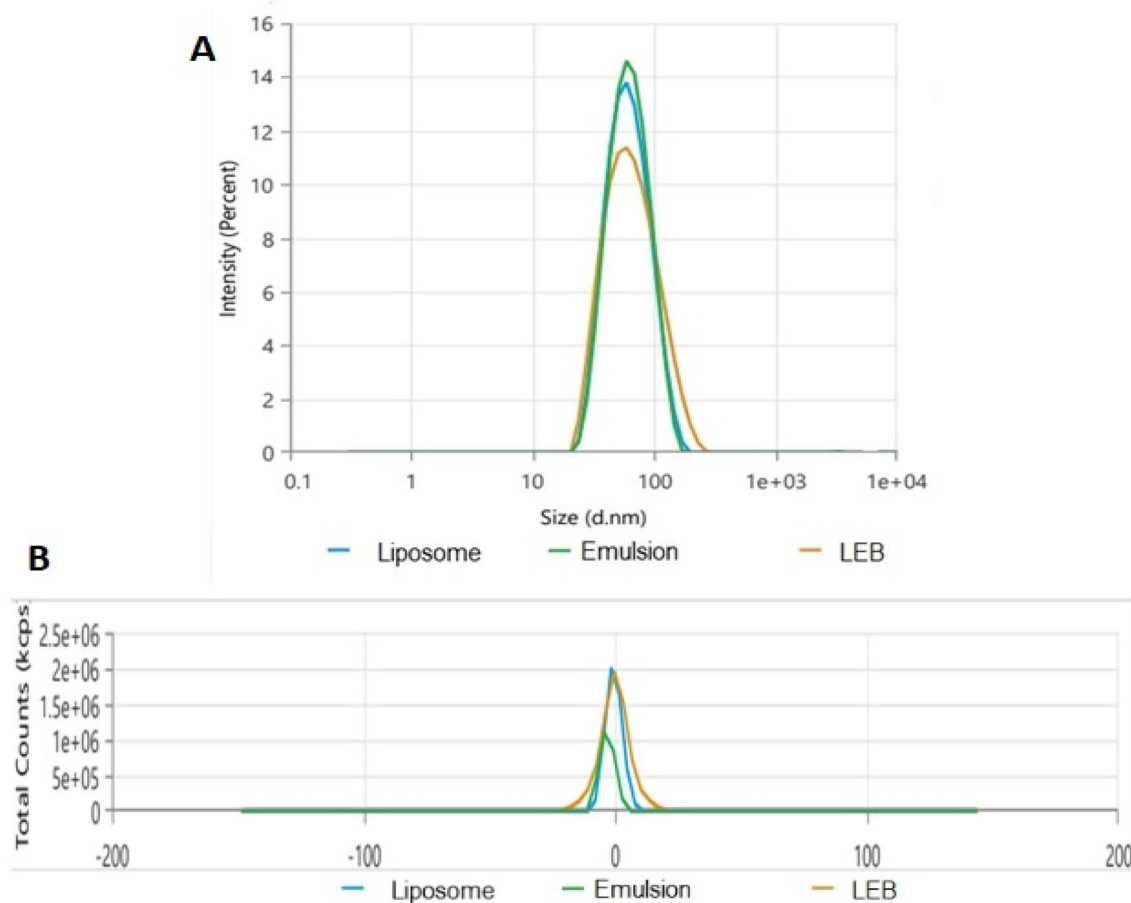 A
Intensity (Percent)
16
14
12
10
8
6
4
2
0
0.1 1 10 100 1e+03 1e+04
Size (d.nm)
Liposome Emulsion LEB
B
Total Counts (kcps)
2.5e+06
2e+06
1.5e+06
1e+06
5e+05
0
-200 -100 0 100 200
Liposome Emulsion LEB